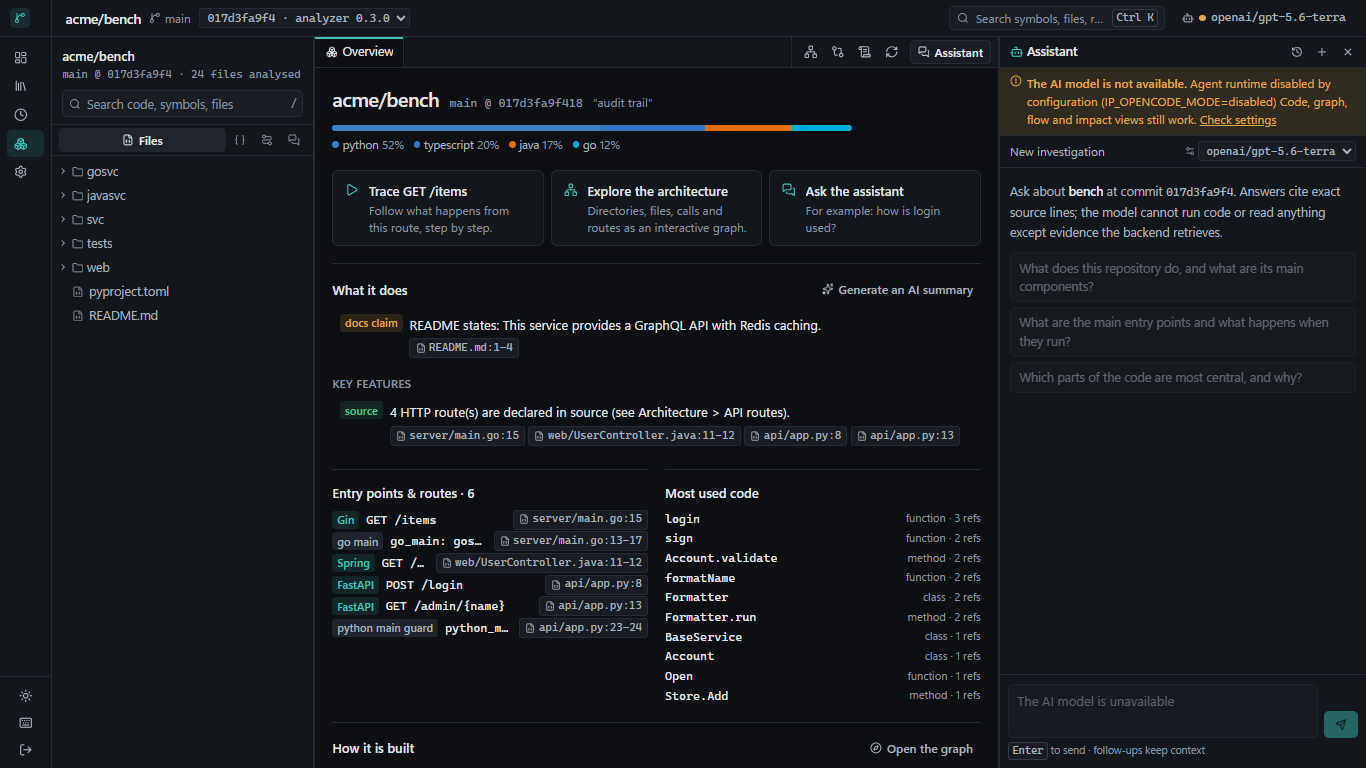 acme/bench main 017d3fa9f4 · analyzer 0.3.0 Search symbols, files, r... Ctrl K openai/gpt-5.6-terra
acme/bench
main @ 017d3fa9f4 · 24 files analysed
Search code, symbols, files /
Files
gosvc
javasvc
svc
tests
web
pyproject.toml
README.md
Overview
Assistant
acme/bench main @ 017d3fa9f418 “audit trail”
python 52% typescript 20% java 17% go 12%
Trace GET /items
Follow what happens from
this route, step by step.
Explore the architecture
Directories, files, calls and
routes as an interactive graph.
Ask the assistant
For example: how is login
used?
What it does
Generate an AI summary
docs claim README states: This service provides a GraphQL API with Redis caching.
README.md:1–4
KEY FEATURES
source 4 HTTP route(s) are declared in source (see Architecture > API routes).
server/main.go:15 web/UserController.java:11–12 api/app.py:8 api/app.py:13
Entry points & routes · 6
Gin GET /items server/main.go:15
go main go_main: gos… server/main.go:13–17
Spring GET /… web/UserController.java:11–12
FastAPI POST /login api/app.py:8
FastAPI GET /admin/{name} api/app.py:13
python main guard python_m… api/app.py:23–24
Most used code
login function · 3 refs
sign function · 2 refs
Account.validate method · 2 refs
formatName function · 2 refs
Formatter class · 2 refs
Formatter.run method · 2 refs
BaseService class · 1 refs
Account class · 1 refs
Open function · 1 refs
Store.Add method · 1 refs
How it is built
Open the graph
Assistant
The AI model is not available. Agent runtime disabled by
configuration (IP_OPENCODE_MODE=disabled) Code, graph,
flow and impact views still work. Check settings
New investigation openai/gpt-5.6-terra
Ask about bench at commit 017d3fa9f4. Answers cite exact
source lines; the model cannot run code or read anything
except evidence the backend retrieves.
What does this repository do, and what are its main
components?
What are the main entry points and what happens when
they run?
Which parts of the code are most central, and why?
The AI model is unavailable
Enter to send · follow-ups keep context